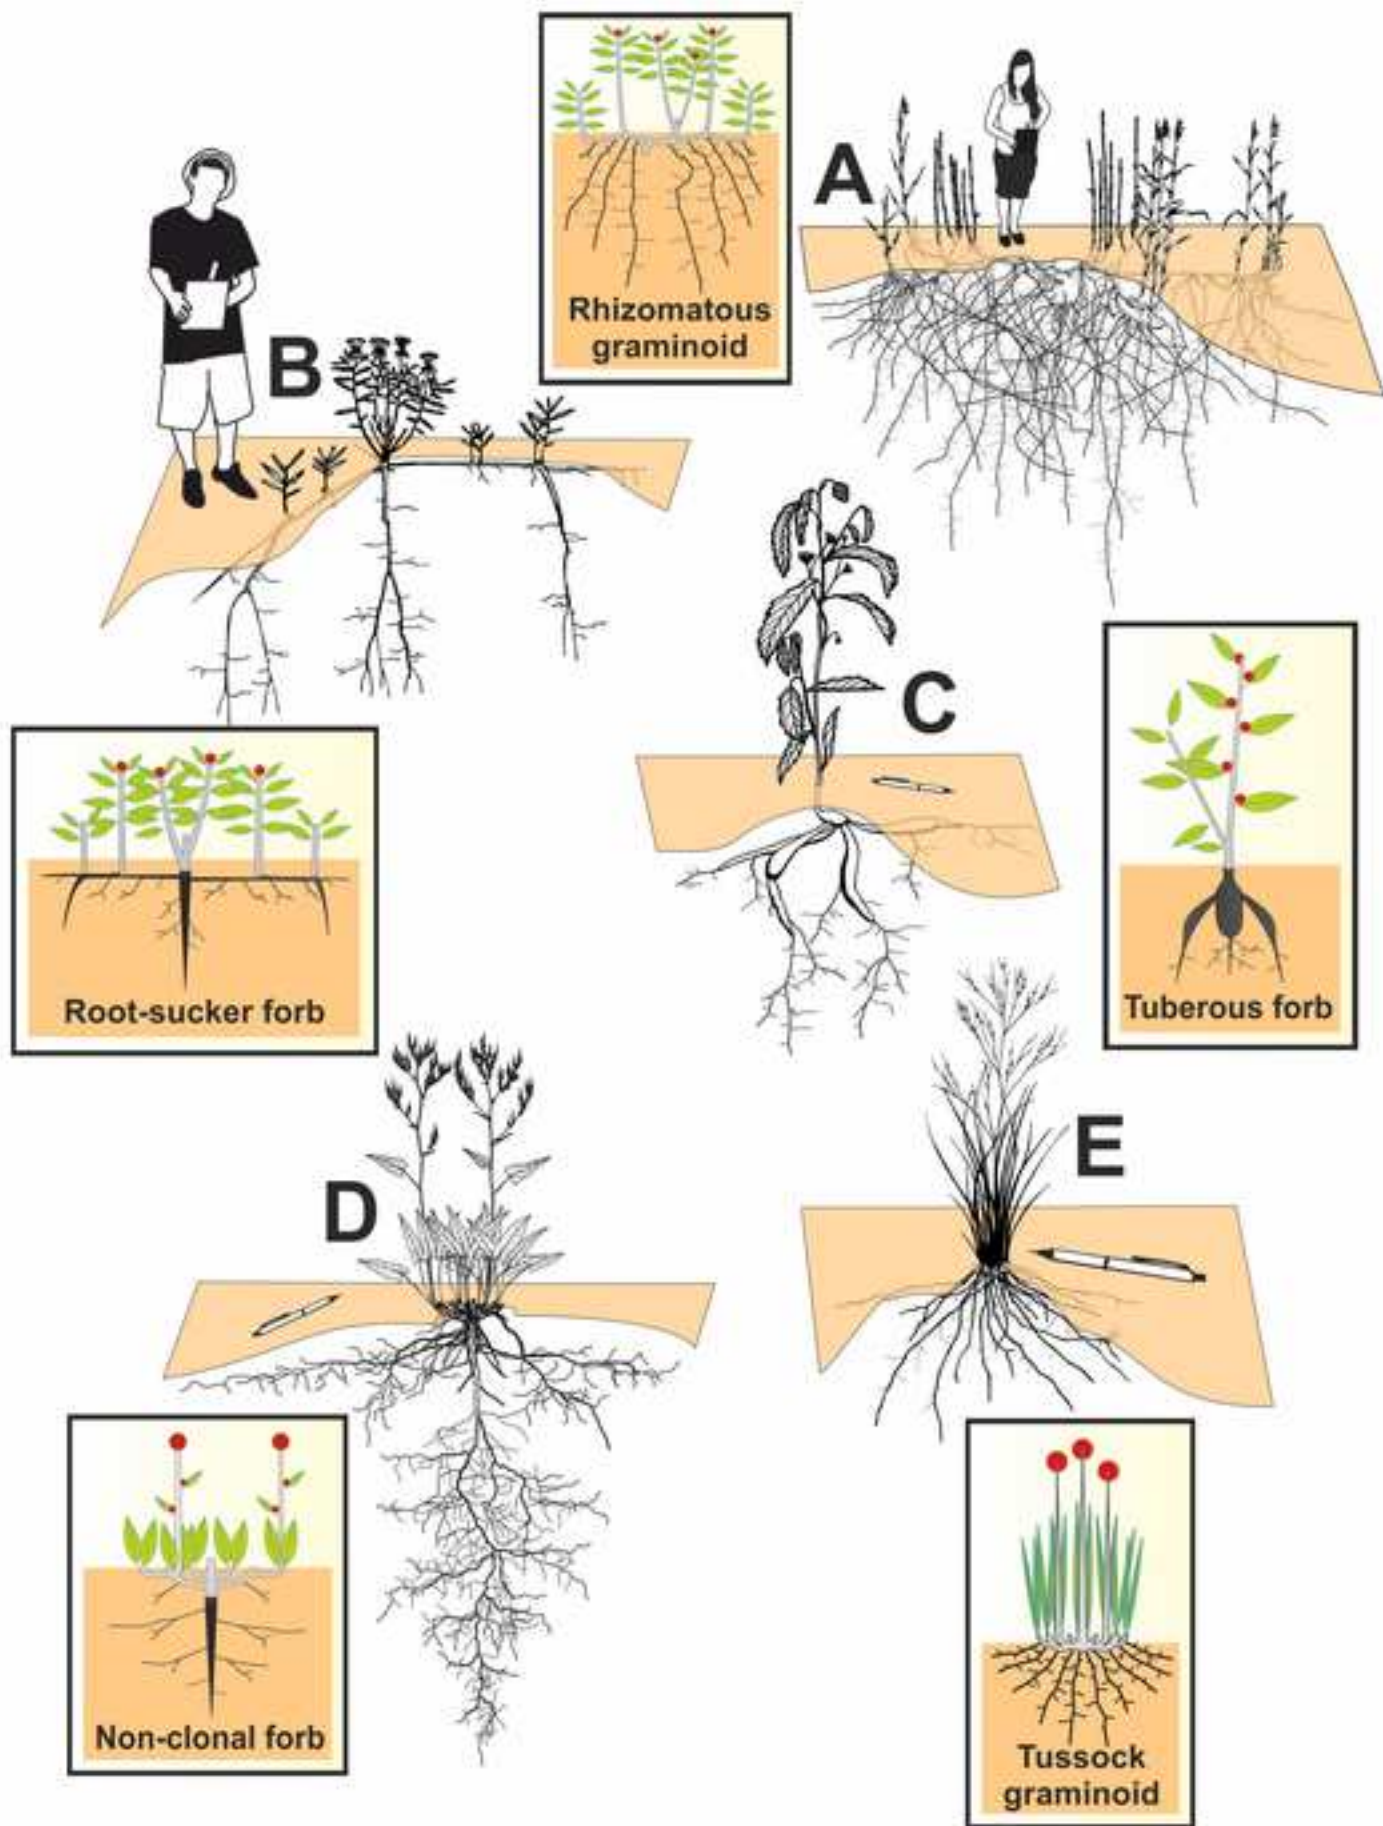 Rhizomatous
graminoid
A
B
C
Root-sucker forb
Tuberous forb
D
E
Non-clonal forb
Tussock
graminoid